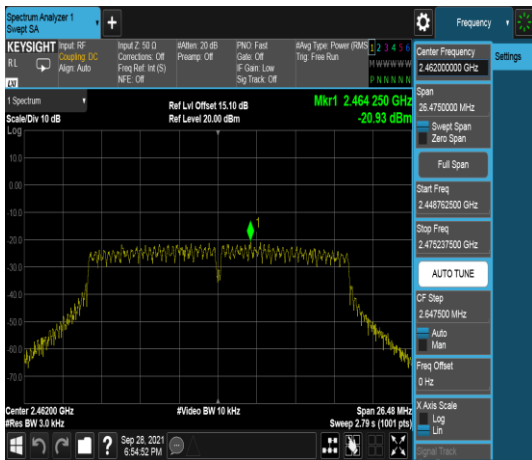 Spectrum Analyzer 1
Swept SA
Frequency
KEYSIGHT
RL
LXI
Input: RF
Coupling: DC
Align: Auto
Input Z: 50 Ω
Corrections: Off
Freq Ref: Int (S)
NFE: Off
#Atten: 20 dB
Preamp: Off
PNO: Fast
Gate: Off
IF Gain: Low
Sig Track: Off
#Avg Type: Power (RMS
Trig: Free Run
1 2 3 4 5 6
M W W W W W
P N N N N N
1 Spectrum
Scale/Div 10 dB
Ref Lvl Offset 15.10 dB
Ref Level 20.00 dBm
Mkr1 2.464 250 GHz
-20.93 dBm
Log
10.0
0.00
-10.0
-20.0
-30.0
-40.0
-50.0
-60.0
-70.0
1
Center 2.46200 GHz
#Res BW 3.0 kHz
#Video BW 10 kHz
Span 26.48 MHz
Sweep 2.79 s (1001 pts)
Sep 28, 2021
6:54:52 PM
Center Frequency
2.462000000 GHz
Span
26.4750000 MHz
Swept Span
Zero Span
Full Span
Start Freq
2.448762500 GHz
Stop Freq
2.475237500 GHz
AUTO TUNE
CF Step
2.647500 MHz
Auto
Man
Freq Offset
0 Hz
X Axis Scale
Log
Lin
Signal Track
Settings